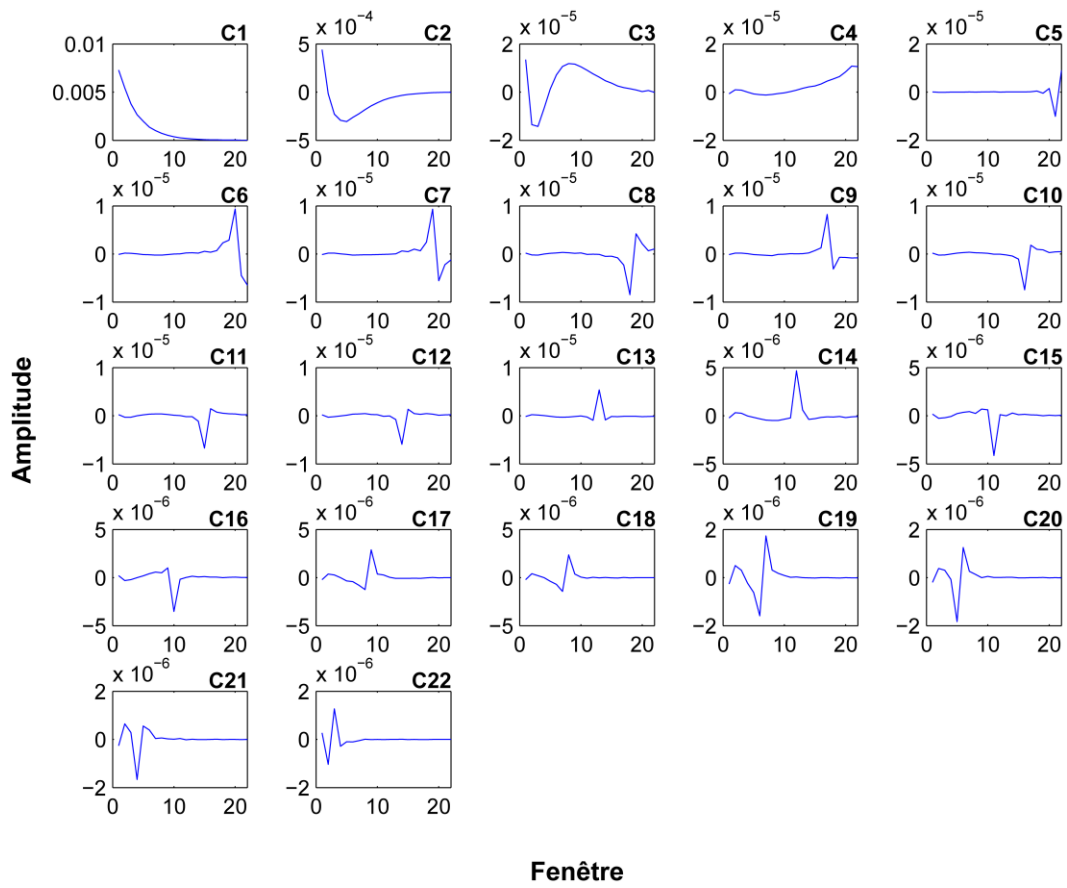 C1 C2 C3 C4 C5
x 10⁻⁴ x 10⁻⁵ x 10⁻⁵ x 10⁻⁵
0.01 5 2 2 2
0.005 0 0 0 0
0 −5 −2 −2 −2
0 10 20 0 10 20 0 10 20 0 10 20 0 10 20
x 10⁻⁵ C6 x 10⁻⁵ C7 x 10⁻⁵ C8 x 10⁻⁵ C9 x 10⁻⁵ C10
1 1 1 1 1
0 0 0 0 0
−1 −1 −1 −1 −1
0 10 20 0 10 20 0 10 20 0 10 20 0 10 20
x 10⁻⁵ C11 x 10⁻⁵ C12 x 10⁻⁵ C13 x 10⁻⁶ C14 x 10⁻⁶ C15
1 1 1 5 5
0 0 0 0 0
−1 −1 −1 −5 −5
0 10 20 0 10 20 0 10 20 0 10 20 0 10 20
Amplitude
x 10⁻⁶ C16 x 10⁻⁶ C17 x 10⁻⁶ C18 x 10⁻⁶ C19 x 10⁻⁶ C20
5 5 5 2 2
0 0 0 0 0
−5 −5 −5 −2 −2
0 10 20 0 10 20 0 10 20 0 10 20 0 10 20
x 10⁻⁶ C21 x 10⁻⁶ C22
2 2
0 0
−2 −2
0 10 20 0 10 20
Fenêtre